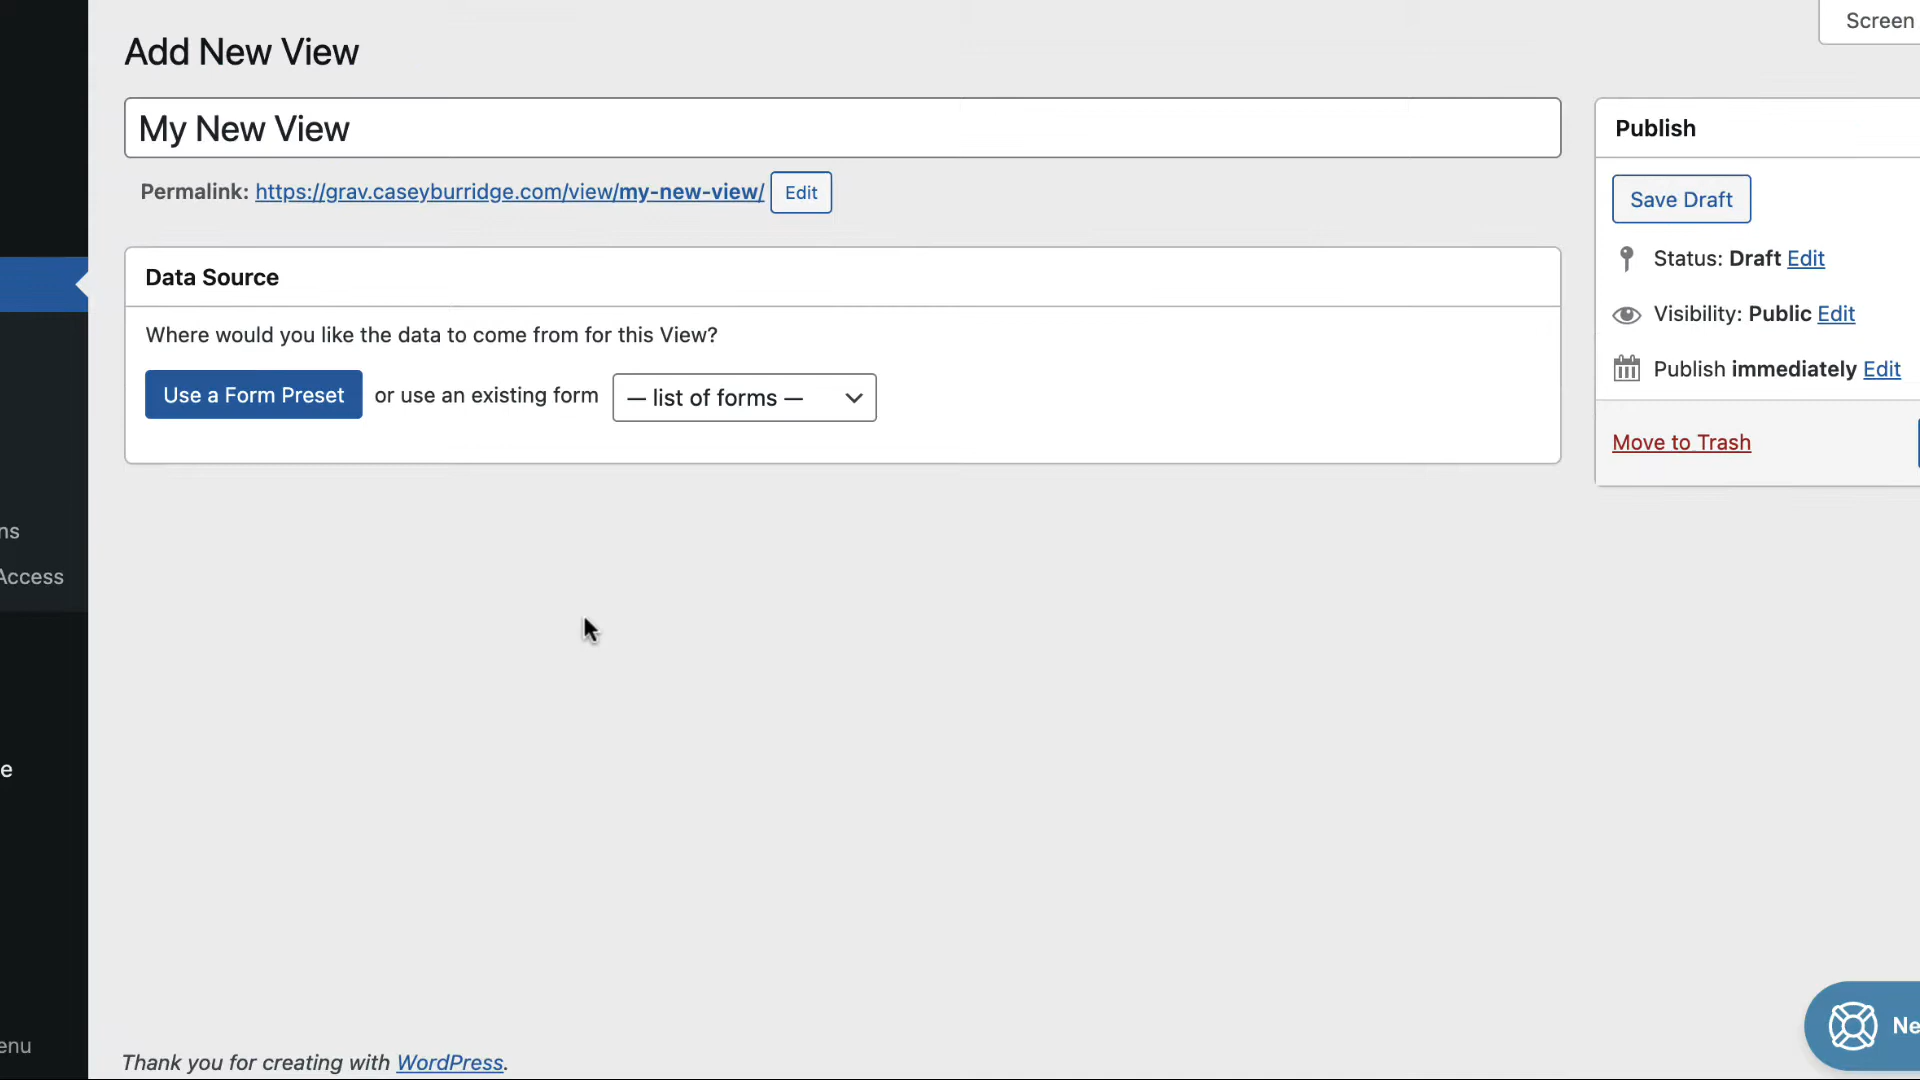 Screen
Add New View
My New View
Permalink: https://grav.caseyburridge.com/view/my-new-view/ Edit
Data Source
Where would you like the data to come from for this View?
Use a Form Preset or use an existing form — list of forms —
Publish
Save Draft
Status: Draft Edit
Visibility: Public Edit
Publish immediately Edit
Move to Trash
ns
Access
e
enu
Ne
Thank you for creating with WordPress.